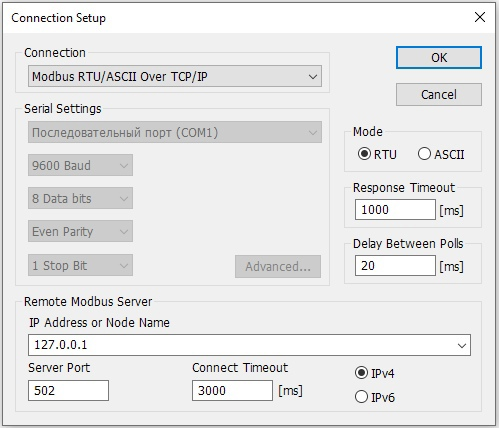 Connection Setup
Connection
OK
Modbus RTU/ASCII Over TCP/IP
Cancel
Serial Settings
Последовательный порт (COM1)
Mode
RTU
ASCII
9600 Baud
8 Data bits
Response Timeout
1000 [ms]
Even Parity
Delay Between Polls
1 Stop Bit
Advanced...
20 [ms]
Remote Modbus Server
IP Address or Node Name
127.0.0.1
Server Port
Connect Timeout
IPv4
502
3000 [ms]
IPv6